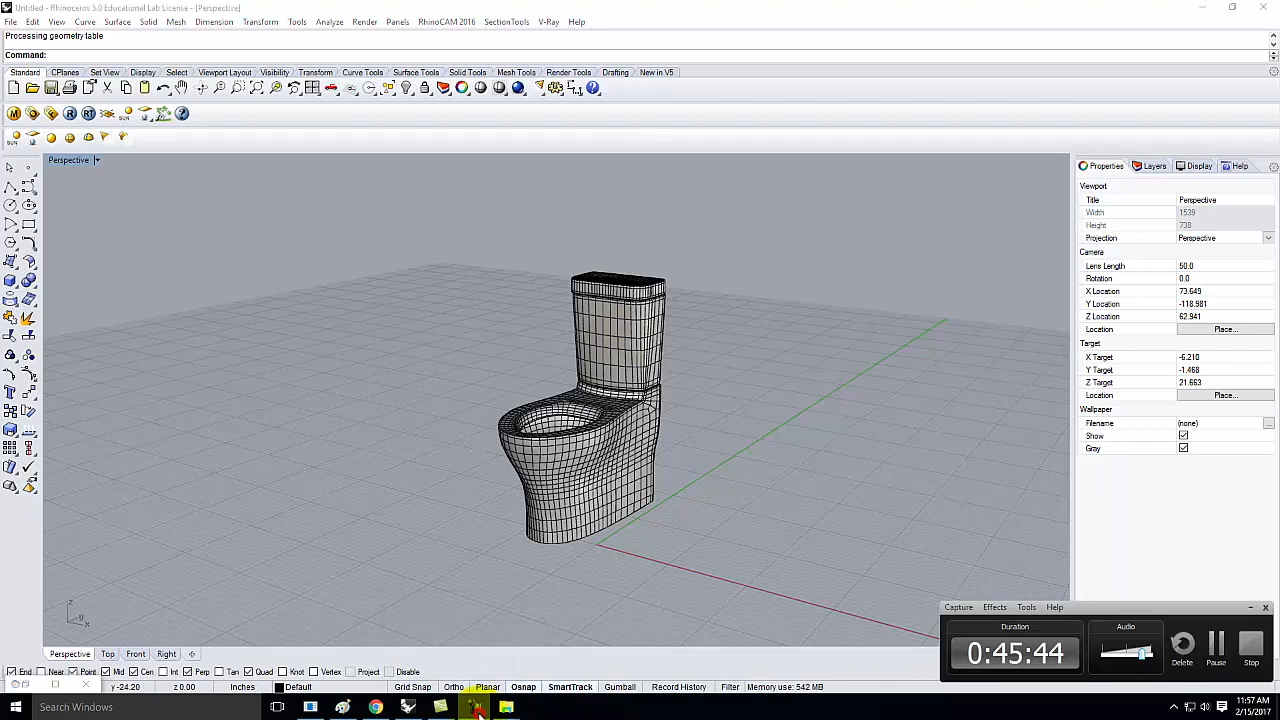 Untitled - Rhinoceros 5.0 Educational Lab License - [Perspective]
File Edit View Curve Surface Solid Mesh Dimension Transform Tools Analyze Render Panels RhinoCAM 2016 SectionTools V-Ray Help
Processing geometry table
Command:
Standard CPlanes Set View Display Select Viewport Layout Visibility Transform Curve Tools Surface Tools Solid Tools Mesh Tools Render Tools Drafting New in V5
Perspective
Properties Layers Display Help
Viewport
Title Perspective
Width 1539
Height 738
Projection Perspective
Camera
Lens Length 50.0
Rotation 0.0
X Location 73.649
Y Location -118.981
Z Location 62.941
Location Place...
Target
X Target -6.210
Y Target -1.468
Z Target 21.663
Location Place...
Wallpaper
Filename (none) ...
Show
Gray
z
y
x
Capture Effects Tools Help
Duration Audio
0:45:44
Delete Pause Stop
Perspective Top Front Right
End Near Point Mid Cen Int Perp Tan Quad Knot Vertex Project Disable
y -24.20 z 0.00 Inches Default Grid Snap Ortho Planar Osnap SmartTrack Gumball Record History Filter Memory use: 542 MB
Search Windows
11:57 AM
2/15/2017